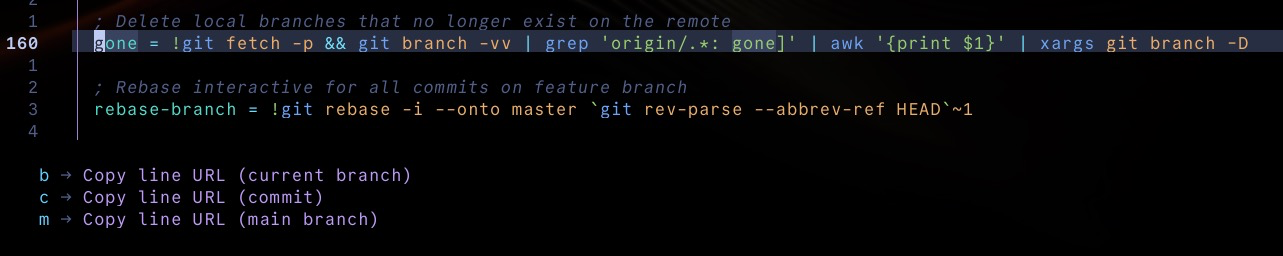 2
1 ; Delete local branches that no longer exist on the remote
160 gone = !git fetch -p && git branch -vv | grep 'origin/.*: gone]' | awk '{print $1}' | xargs git branch -D
1
2 ; Rebase interactive for all commits on feature branch
3 rebase-branch = !git rebase -i --onto master `git rev-parse --abbrev-ref HEAD`~1
4
b → Copy line URL (current branch)
c → Copy line URL (commit)
m → Copy line URL (main branch)